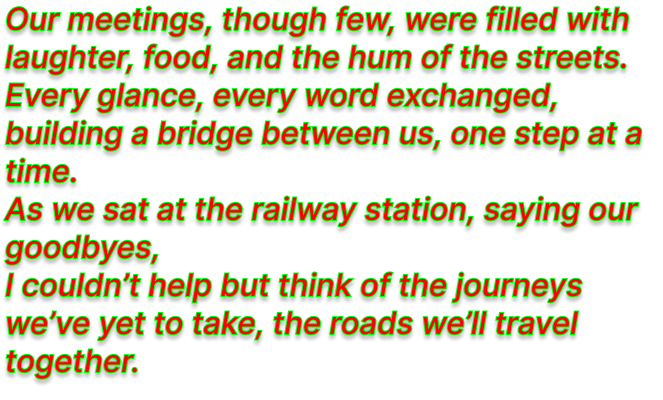 Our meetings, though few, were filled with
laughter, food, and the hum of the streets.
Every glance, every word exchanged,
building a bridge between us, one step at a
time.
As we sat at the railway station, saying our
goodbyes,
I couldn’t help but think of the journeys
we’ve yet to take, the roads we’ll travel
together.